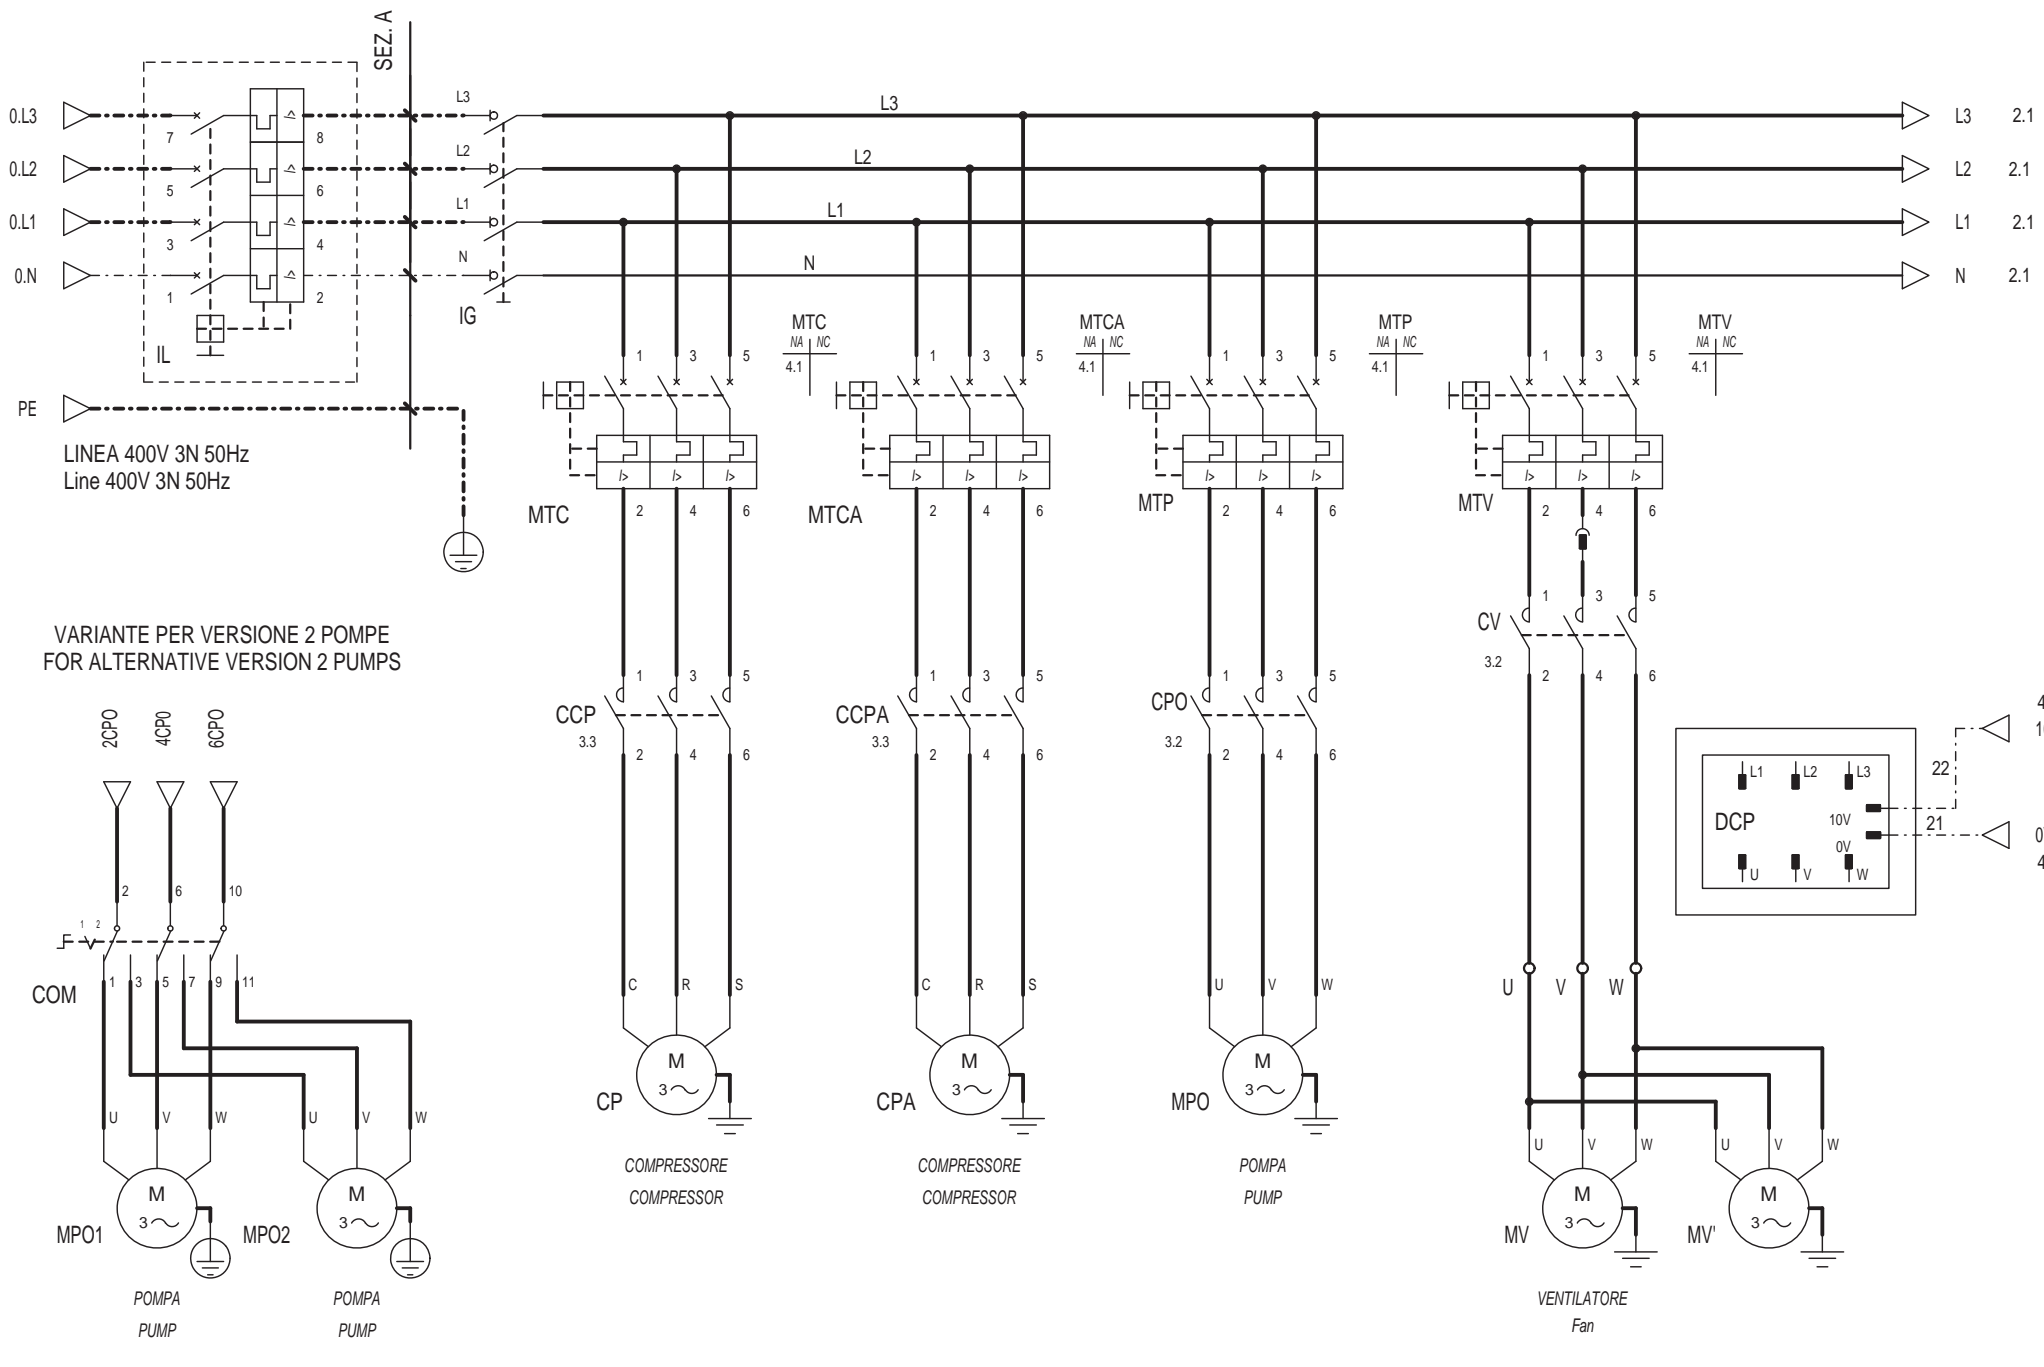 SEZ. A
0.L3
7
8
L3
L3
L3 2.1
0.L2
5
6
L2
L2
L2 2.1
0.L1
3
4
L1
L1
L1 2.1
0.N
1
2
N
N
N 2.1
IL
IG
PE
LINEA 400V 3N 50Hz
Line 400V 3N 50Hz
MTC
NA NC
4.1
MTCA
NA NC
4.1
MTP
NA NC
4.1
MTV
NA NC
4.1
1 3 5
1 3 5
1 3 5
1 3 5
I> I> I>
I> I> I>
I> I> I>
I> I> I>
MTC
2 4 6
MTCA
2 4 6
MTP
2 4 6
MTV
2 4 6
VARIANTE PER VERSIONE 2 POMPE
FOR ALTERNATIVE VERSION 2 PUMPS
1 3 5
CV
3.2
2 4 6
1 3 5
CCP
3.3
2 4 6
1 3 5
CCPA
3.3
2 4 6
1 3 5
CPO
3.2
2 4 6
2CPO
4CP0
6CPO
2 6 10
1 2
COM
1 3 5 7 9 11
L1 L2 L3
DCP
10V
0V
U V W
22
21
4
0
4
C R S
C R S
U V W
U V W
M
3
CP
COMPRESSORE
COMPRESSOR
M
3
CPA
COMPRESSORE
COMPRESSOR
M
3
MPO
POMPA
PUMP
U V W
U V W
M
3
MPO1
POMPA
PUMP
M
3
MPO2
POMPA
PUMP
U V W
U V W
M
3
MV
M
3
MV'
VENTILATORE
Fan